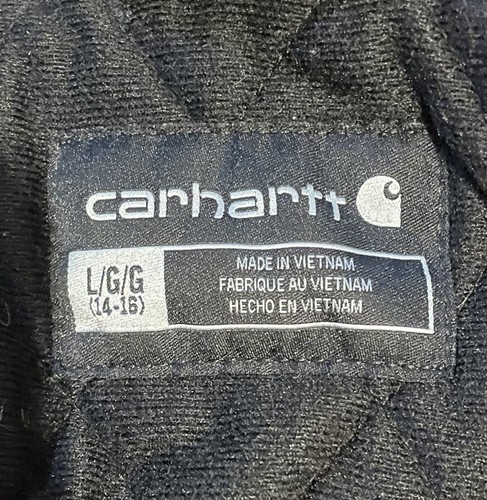 carhartt
L/G/G
(14-16)
MADE IN VIETNAM
FABRIQUE AU VIETNAM
HECHO EN VIETNAM